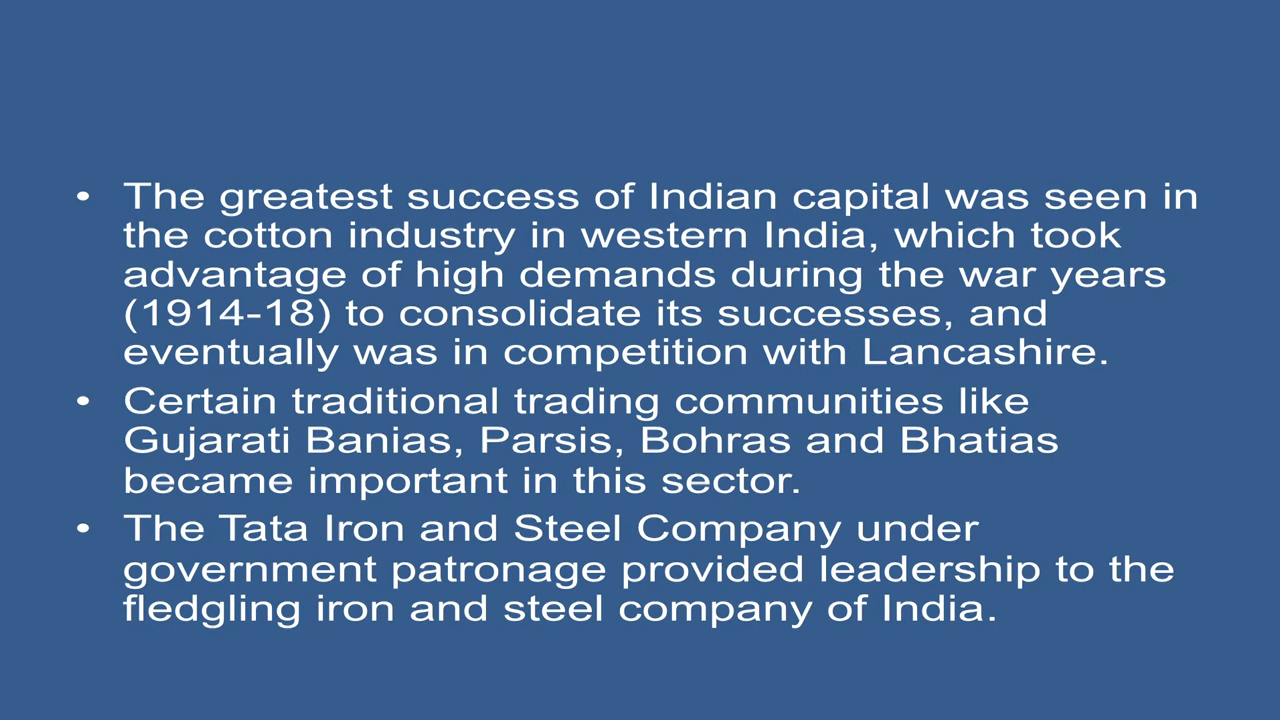 • The greatest success of Indian capital was seen in
the cotton industry in western India, which took
advantage of high demands during the war years
(1914-18) to consolidate its successes, and
eventually was in competition with Lancashire.
• Certain traditional trading communities like
Gujarati Banias, Parsis, Bohras and Bhatias
became important in this sector.
• The Tata Iron and Steel Company under
government patronage provided leadership to the
fledgling iron and steel company of India.